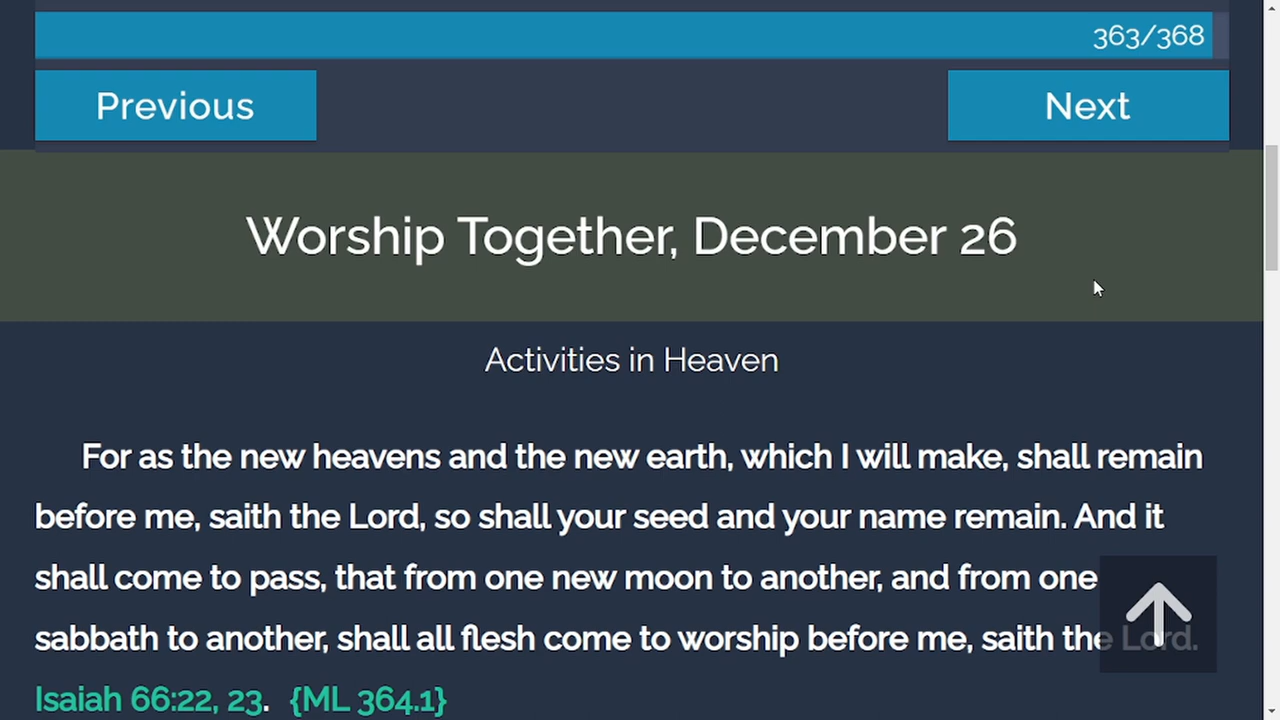 363/368
Previous
Next
Worship Together, December 26
Activities in Heaven
For as the new heavens and the new earth, which I will make, shall remain
before me, saith the Lord, so shall your seed and your name remain. And it
shall come to pass, that from one new moon to another, and from one
sabbath to another, shall all flesh come to worship before me, saith the Lord.
Isaiah 66:22, 23. {ML 364.1}